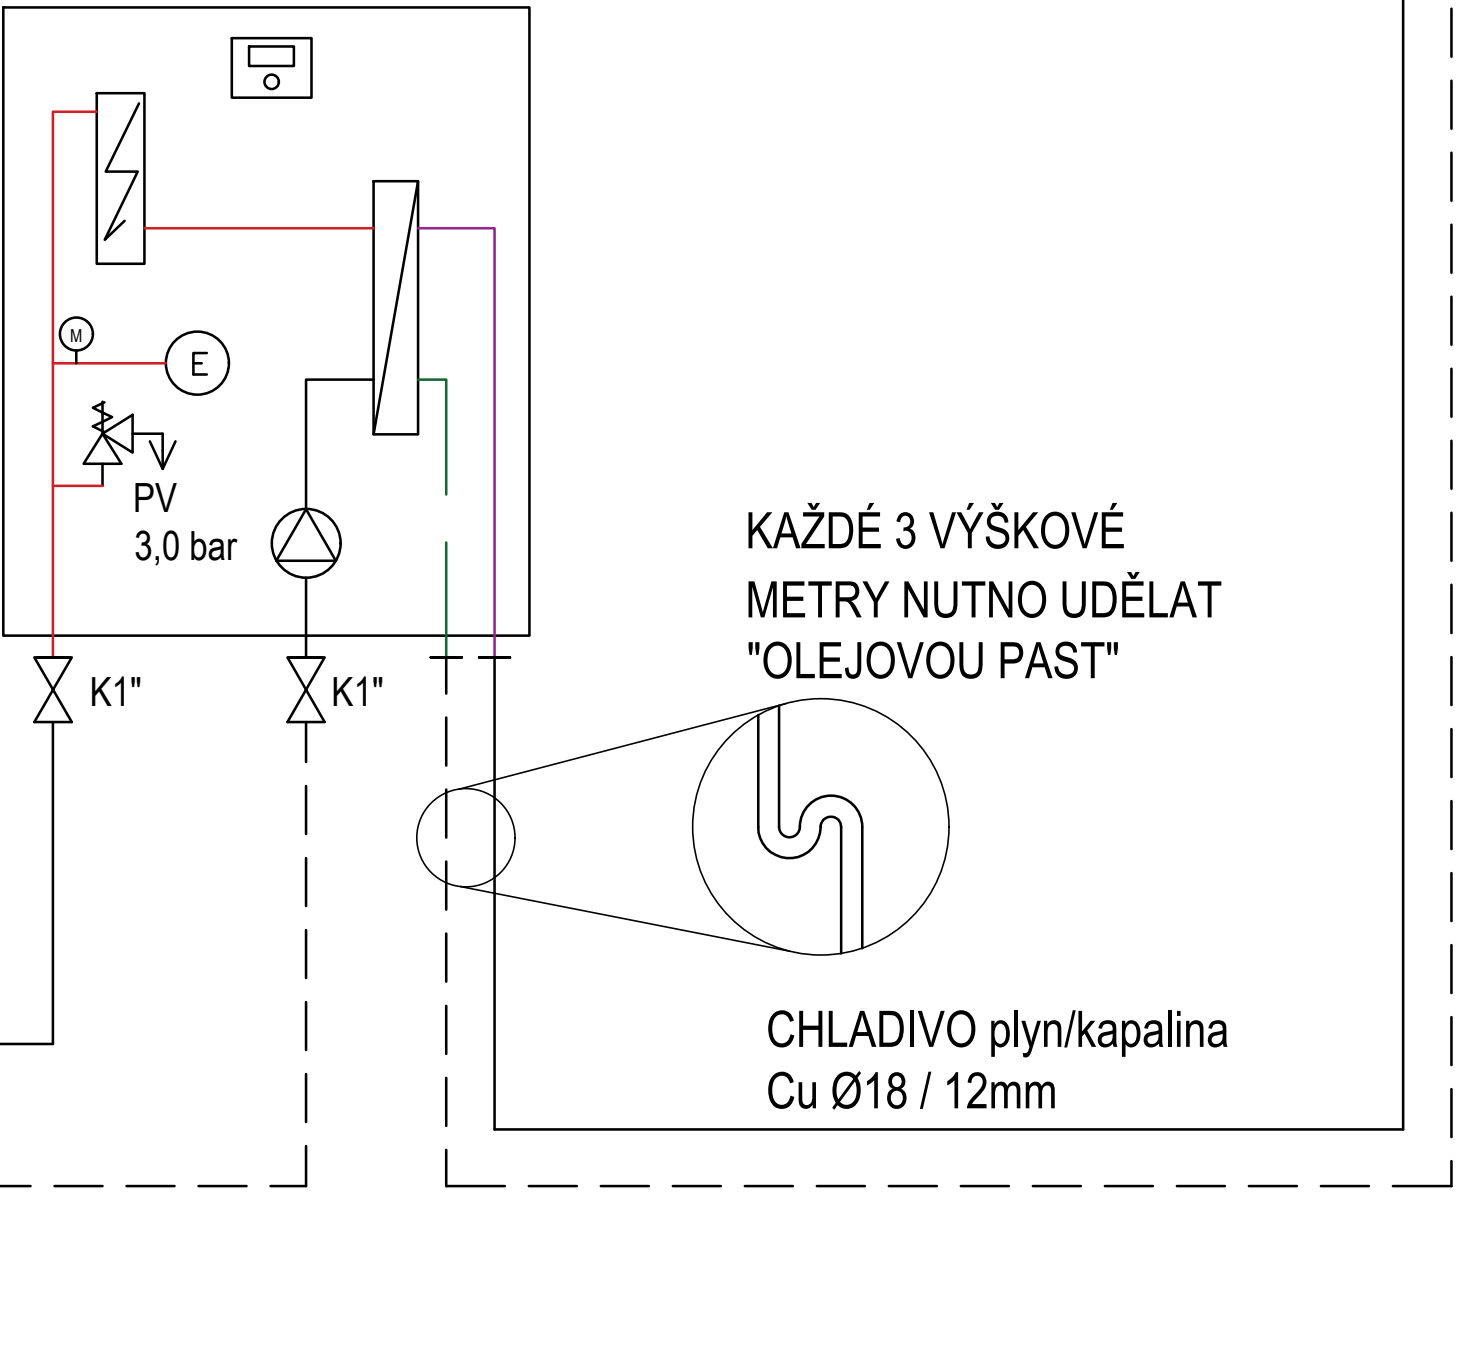 M
E
PV
3,0 bar
KAŽDÉ 3 VÝŠKOVÉ
METRY NUTNO UDĚLAT
"OLEJOVOU PAST"
K1"
K1"
CHLADIVO plyn/kapalina
Cu Ø18 / 12mm